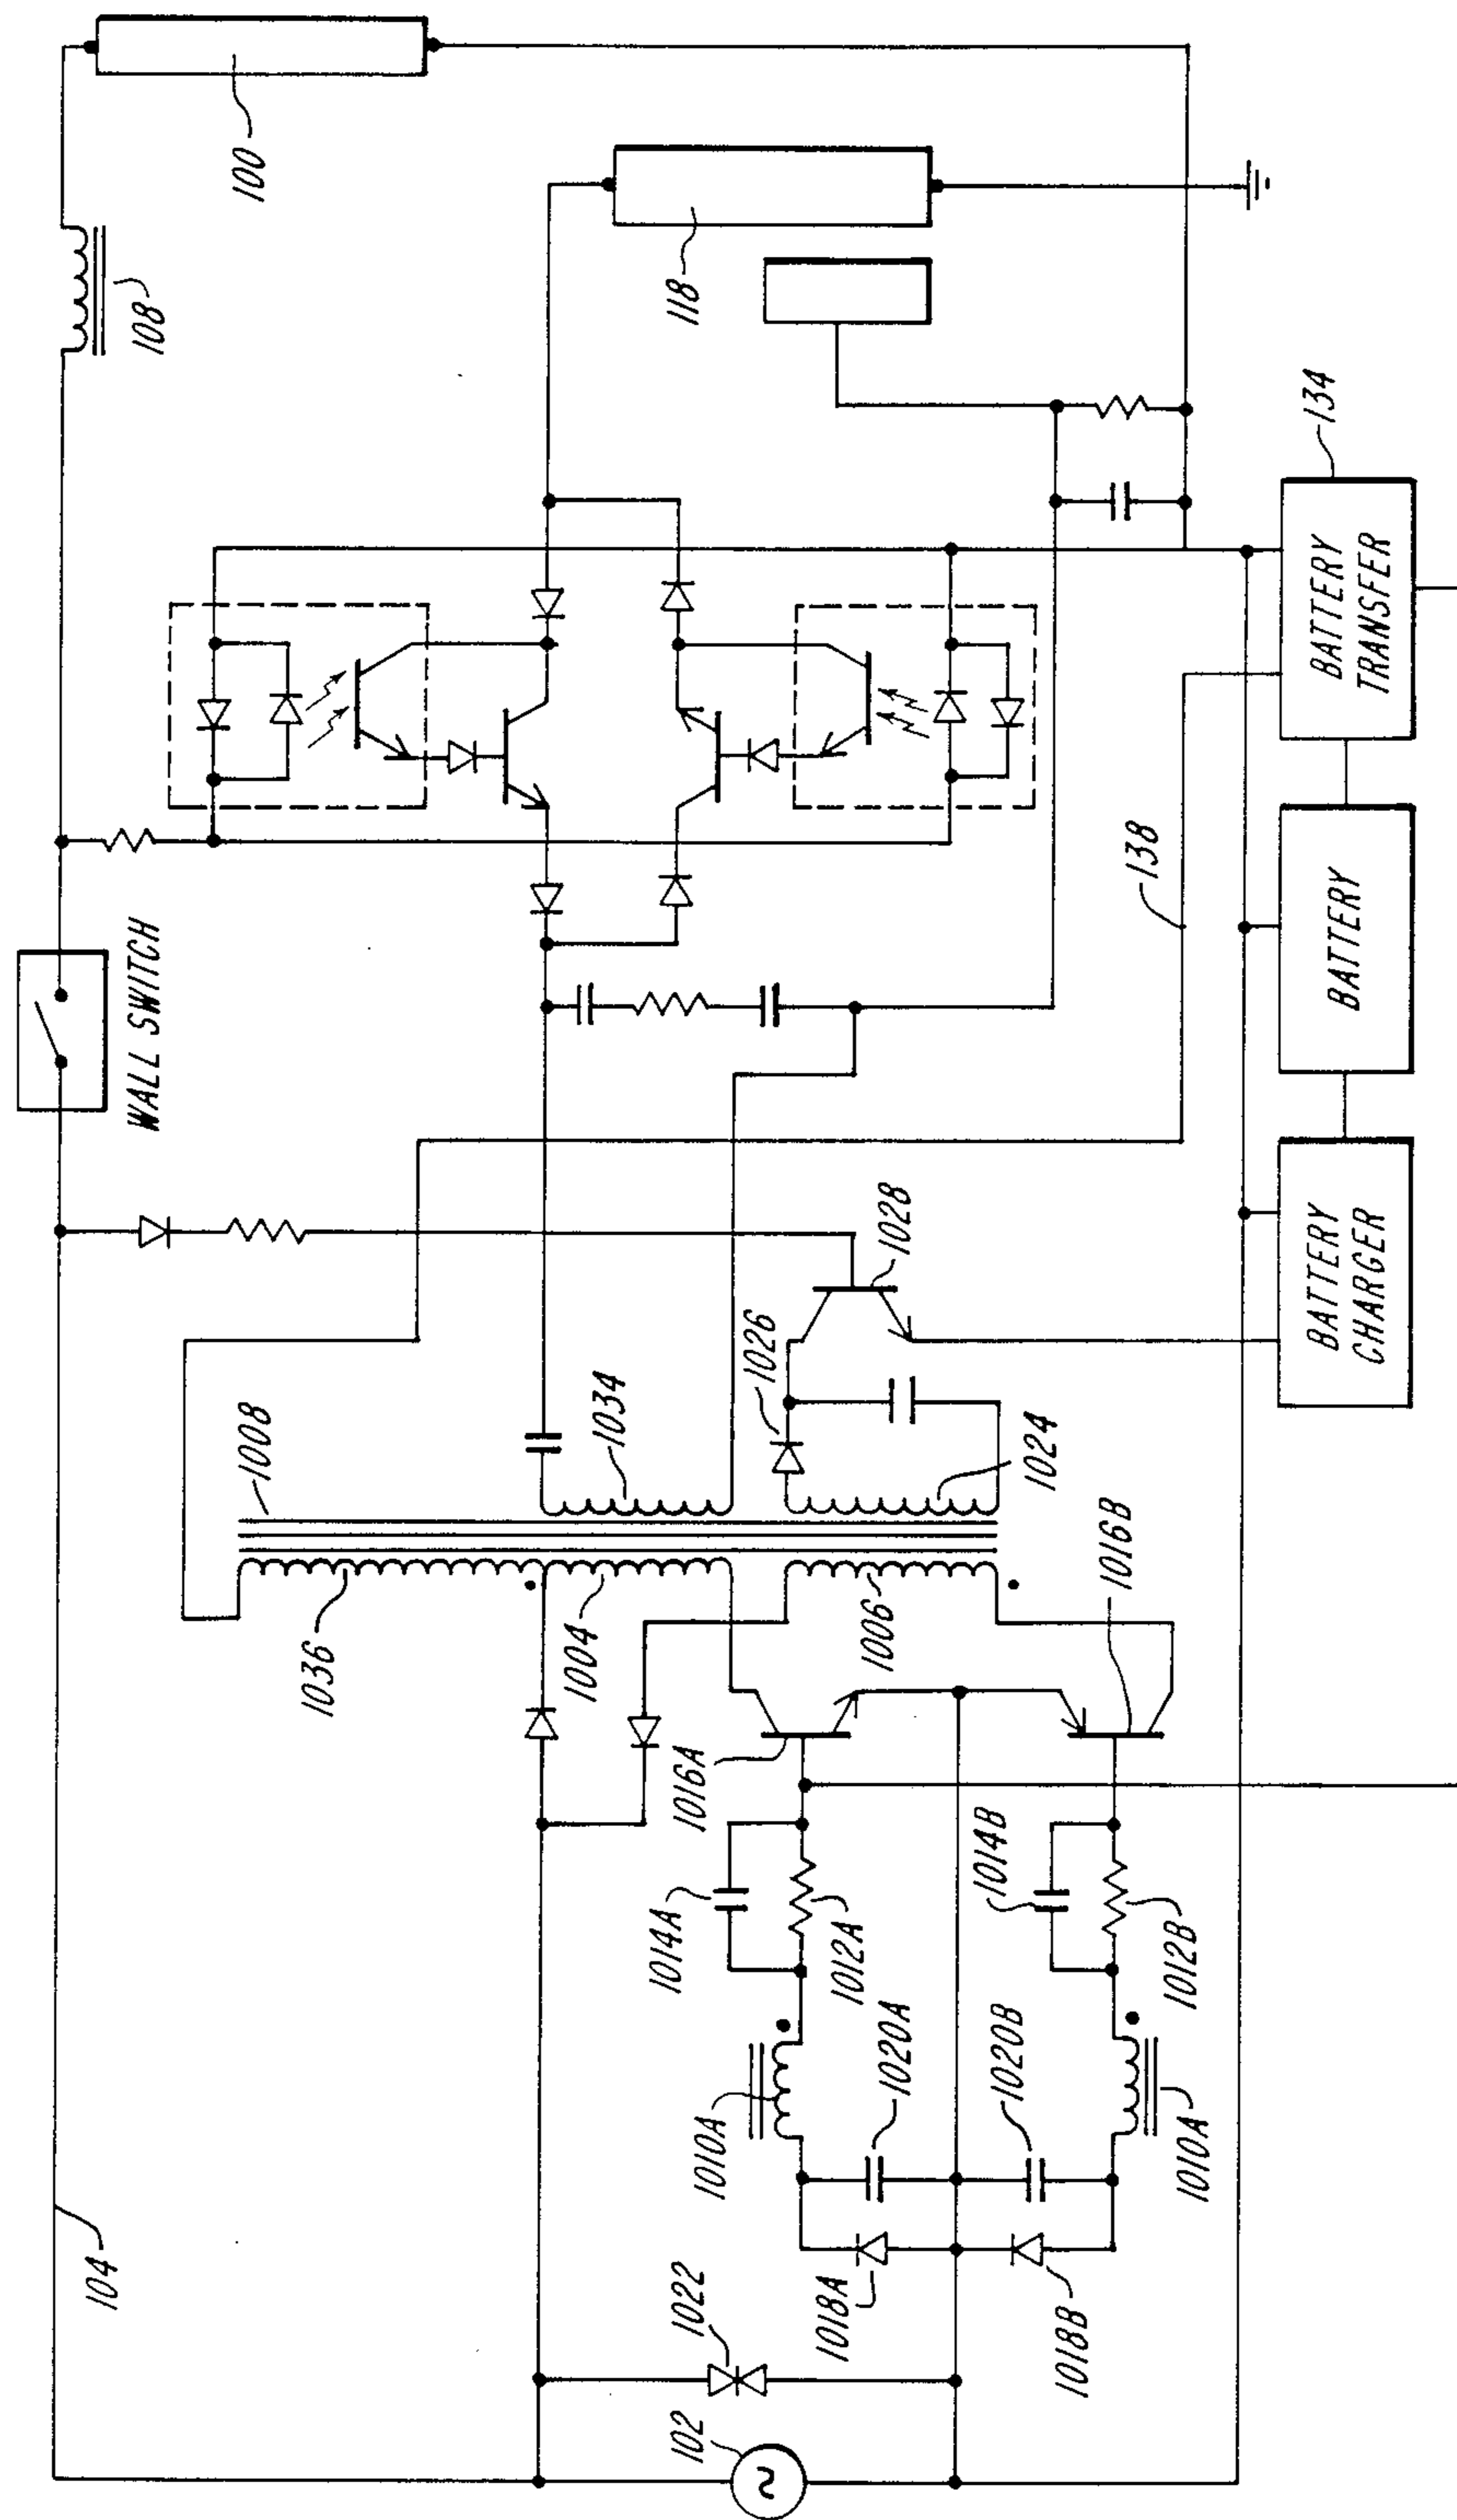 104
102
1022
1018A
1018B
1020A
1020B
1010A
1010A
1014A
1012A
1014B
1012B
1016A
1016B
1036
1004
1006
1008
1034
1024
1026
1028
WALL SWITCH
138
108
100
118
134
BATTERY
CHARGER
BATTERY
BATTERY
TRANSFER